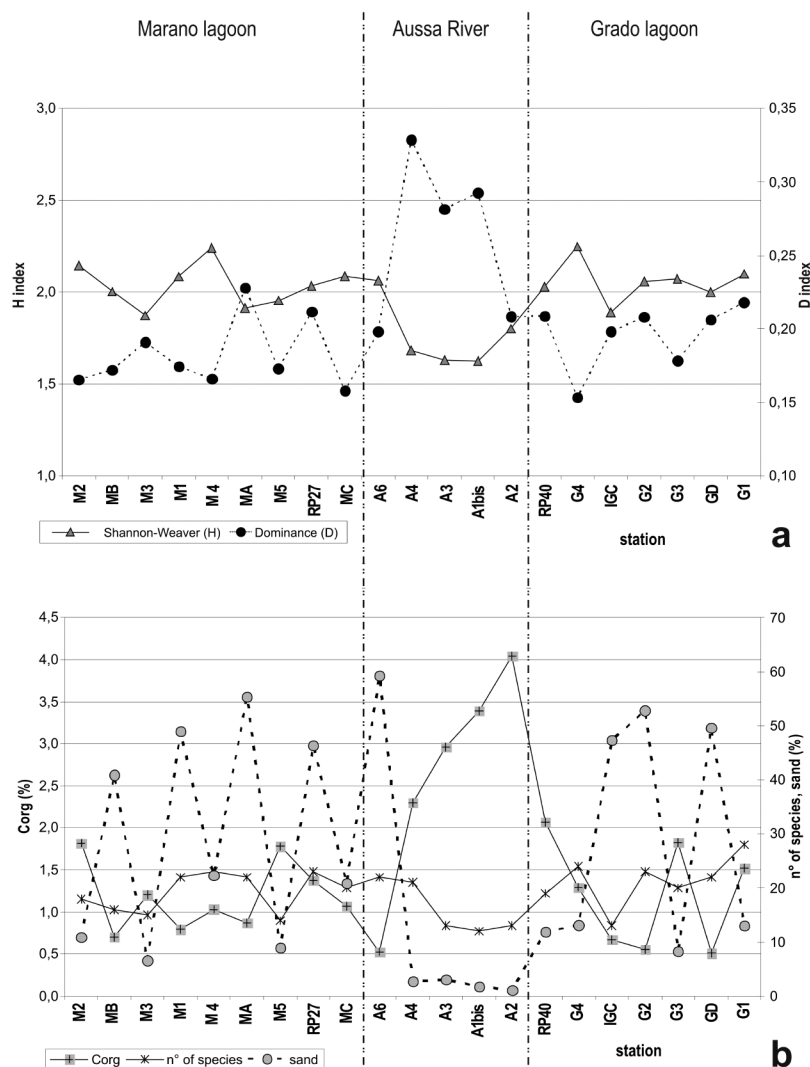 Marano lagoon Aussa River Grado lagoon
3,0 0,35
0,30
2,5
0,25
2,0
0,20
1,5
0,15
1,0 0,10
H index
D index
M2 MB M3 M1 M 4 MA M5 RP27 MC A6 A4 A3 A1bis A2 RP40 G4 IGC G2 G3 GD G1
Shannon-Weaver (H) Dominance (D)
station
a
4,5 70
4,0
60
3,5
50
3,0
2,5 40
2,0 30
1,5
20
1,0
10
0,5
0,0 0
Corg (%)
n° of species, sand (%)
M2 MB M3 M1 M 4 MA M5 RP27 MC A6 A4 A3 A1bis A2 RP40 G4 IGC G2 G3 GD G1
Corg n° of species sand
station
b